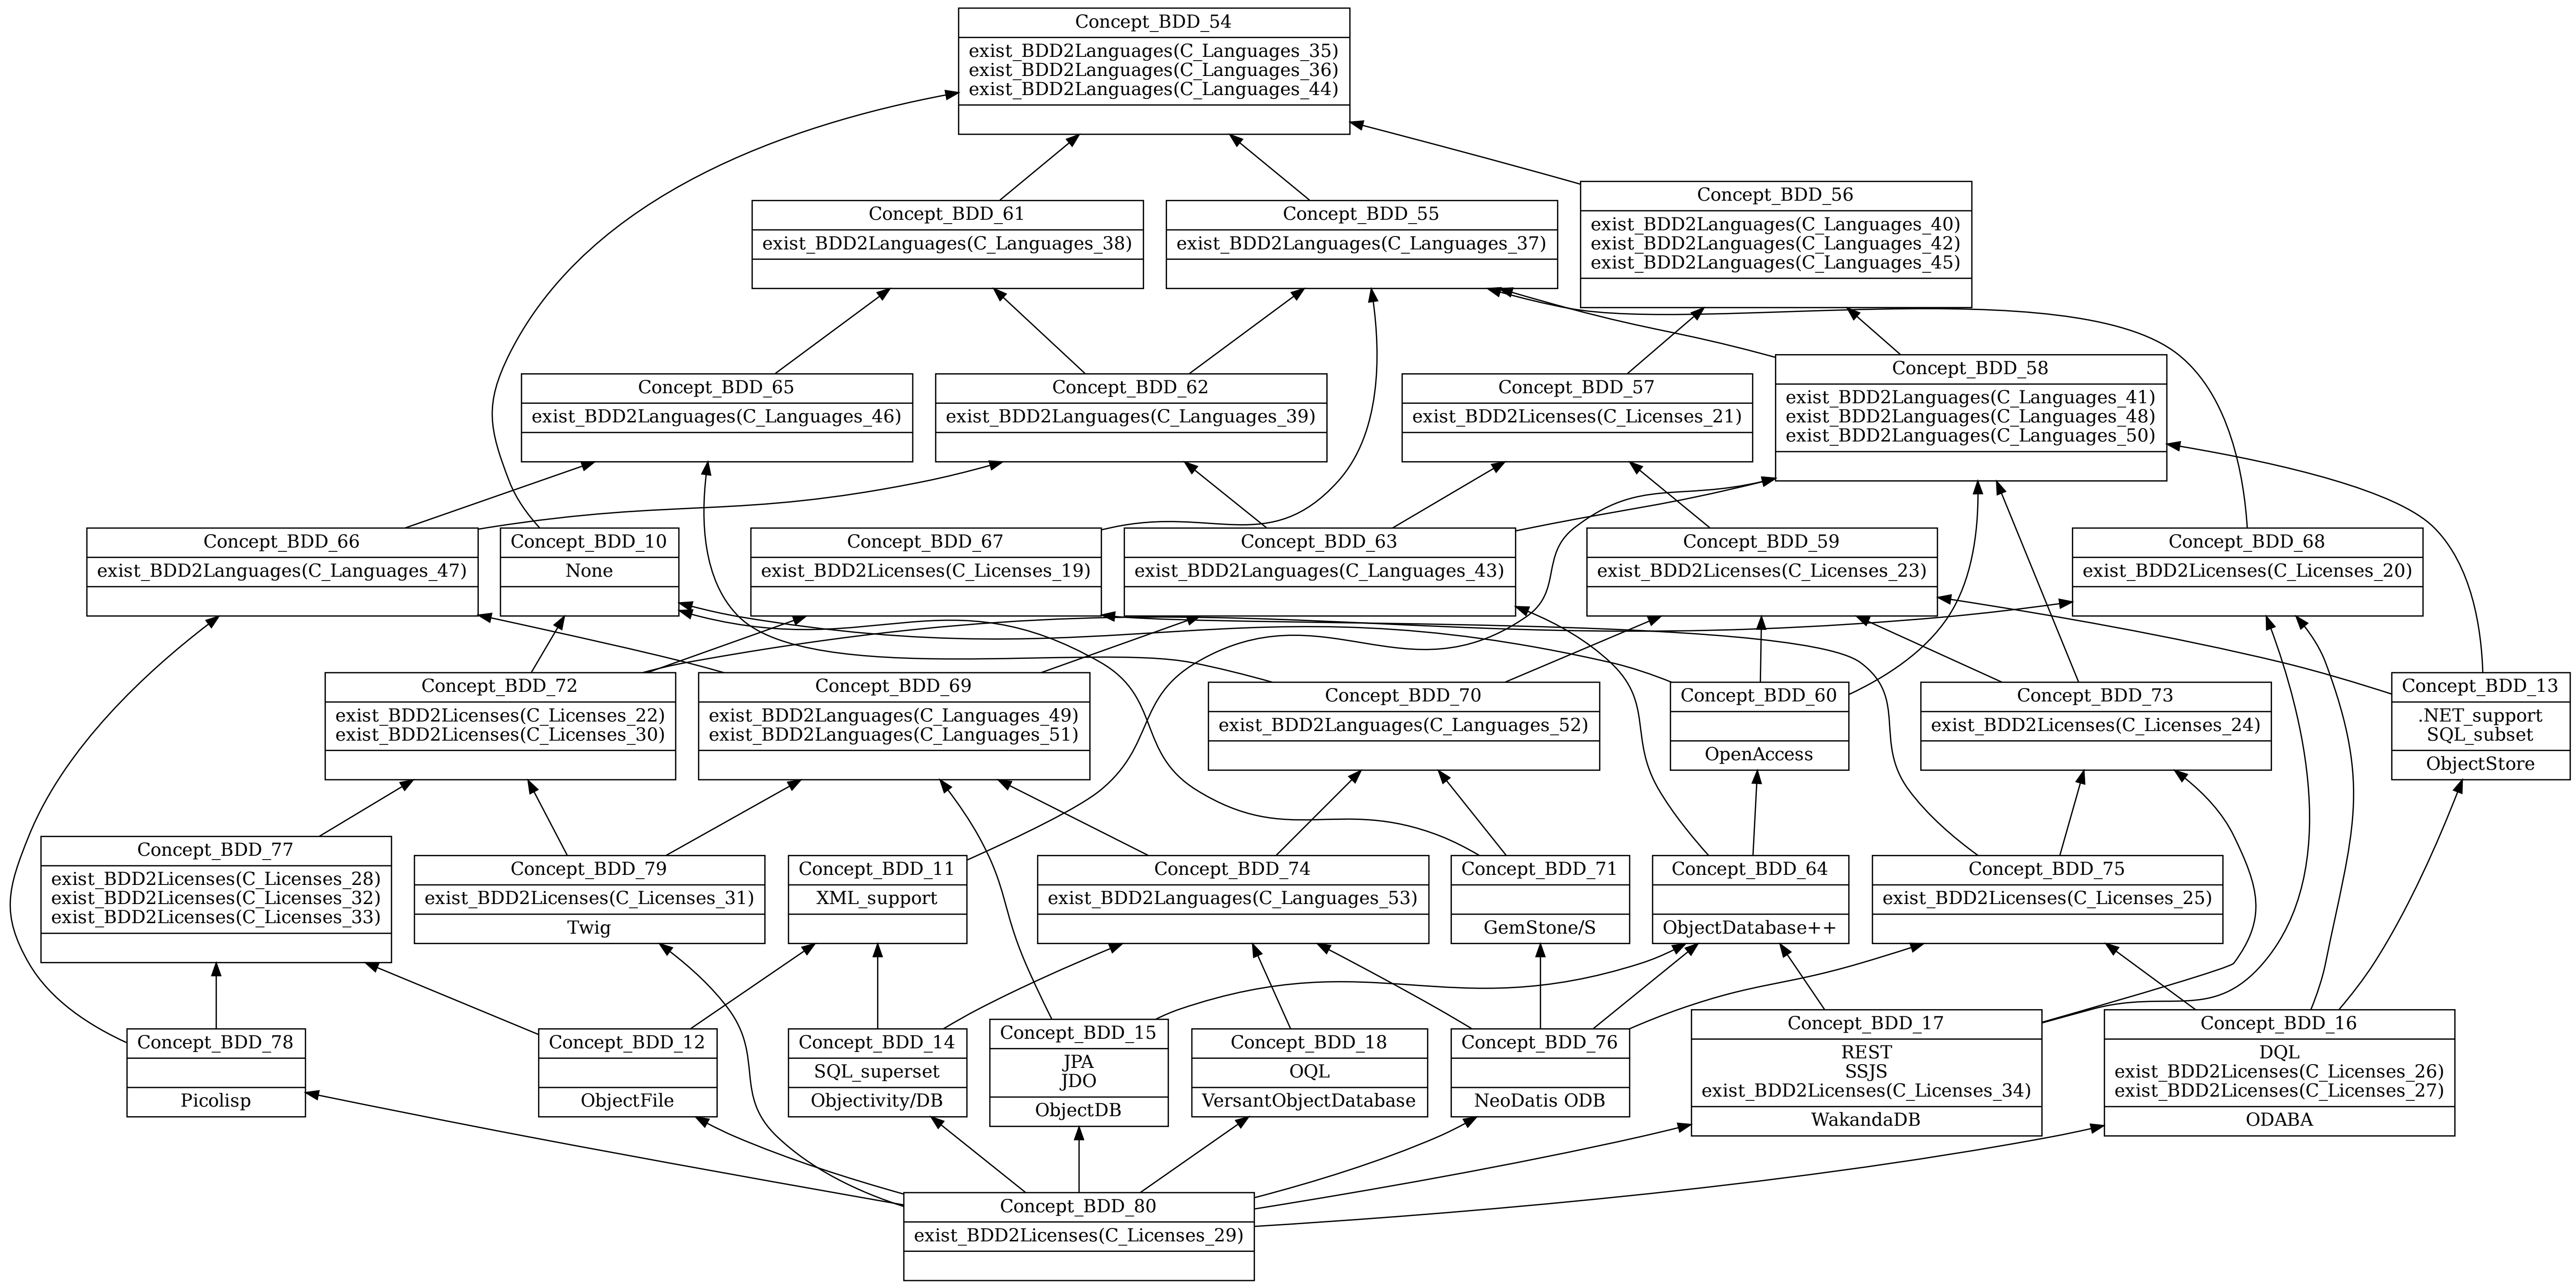 Concept_BDD_54
exist_BDD2Languages(C_Languages_35)
exist_BDD2Languages(C_Languages_36)
exist_BDD2Languages(C_Languages_44)
Concept_BDD_61
exist_BDD2Languages(C_Languages_38)
Concept_BDD_55
exist_BDD2Languages(C_Languages_37)
Concept_BDD_56
exist_BDD2Languages(C_Languages_40)
exist_BDD2Languages(C_Languages_42)
exist_BDD2Languages(C_Languages_45)
Concept_BDD_65
exist_BDD2Languages(C_Languages_46)
Concept_BDD_62
exist_BDD2Languages(C_Languages_39)
Concept_BDD_57
exist_BDD2Licenses(C_Licenses_21)
Concept_BDD_58
exist_BDD2Languages(C_Languages_41)
exist_BDD2Languages(C_Languages_48)
exist_BDD2Languages(C_Languages_50)
Concept_BDD_66
exist_BDD2Languages(C_Languages_47)
Concept_BDD_10
None
Concept_BDD_67
exist_BDD2Licenses(C_Licenses_19)
Concept_BDD_63
exist_BDD2Languages(C_Languages_43)
Concept_BDD_59
exist_BDD2Licenses(C_Licenses_23)
Concept_BDD_68
exist_BDD2Licenses(C_Licenses_20)
Concept_BDD_72
exist_BDD2Licenses(C_Licenses_22)
exist_BDD2Licenses(C_Licenses_30)
Concept_BDD_69
exist_BDD2Languages(C_Languages_49)
exist_BDD2Languages(C_Languages_51)
Concept_BDD_70
exist_BDD2Languages(C_Languages_52)
Concept_BDD_60
OpenAccess
Concept_BDD_73
exist_BDD2Licenses(C_Licenses_24)
Concept_BDD_13
.NET_support
SQL_subset
ObjectStore
Concept_BDD_77
exist_BDD2Licenses(C_Licenses_28)
exist_BDD2Licenses(C_Licenses_32)
exist_BDD2Licenses(C_Licenses_33)
Concept_BDD_79
exist_BDD2Licenses(C_Licenses_31)
Twig
Concept_BDD_11
XML_support
Concept_BDD_74
exist_BDD2Languages(C_Languages_53)
Concept_BDD_71
GemStone/S
Concept_BDD_64
ObjectDatabase++
Concept_BDD_75
exist_BDD2Licenses(C_Licenses_25)
Concept_BDD_78
Picolisp
Concept_BDD_12
ObjectFile
Concept_BDD_14
SQL_superset
Objectivity/DB
Concept_BDD_15
JPA
JDO
ObjectDB
Concept_BDD_18
OQL
VersantObjectDatabase
Concept_BDD_76
NeoDatis ODB
Concept_BDD_17
REST
SSJS
exist_BDD2Licenses(C_Licenses_34)
WakandaDB
Concept_BDD_16
DQL
exist_BDD2Licenses(C_Licenses_26)
exist_BDD2Licenses(C_Licenses_27)
ODABA
Concept_BDD_80
exist_BDD2Licenses(C_Licenses_29)